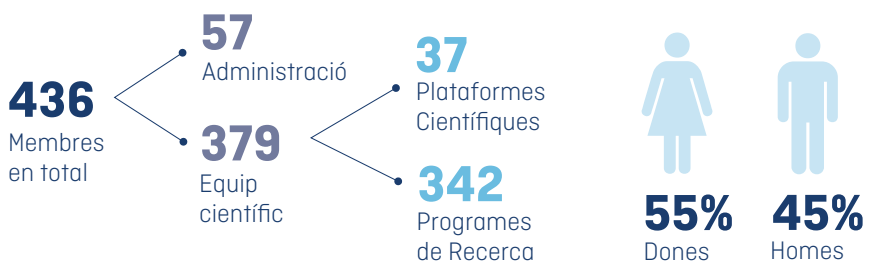 436
Membres
en total
57
Administració
379
Equip
científic
37
Plataformes
Científiques
342
Programes
de Recerca
55%
Dones
45%
Homes